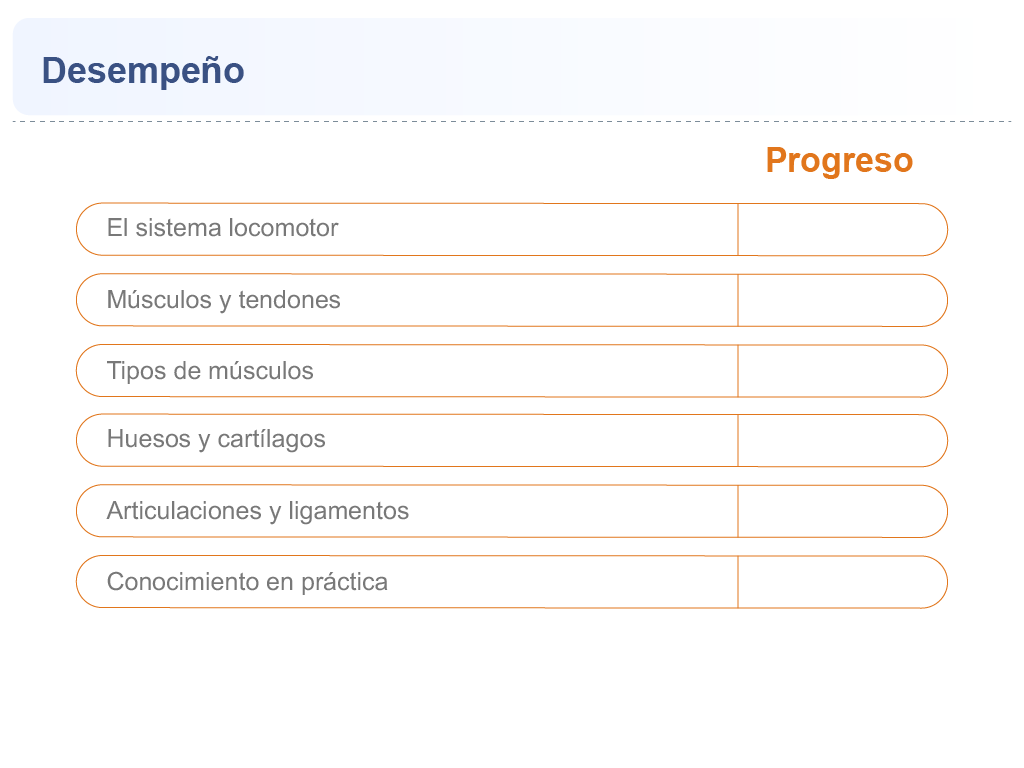 Desempeño
Progreso
El sistema locomotor
Músculos y tendones
Tipos de músculos
Huesos y cartílagos
Articulaciones y ligamentos
Conocimiento en práctica